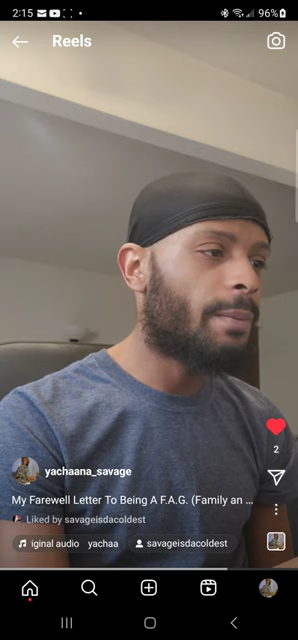 2:15 96%
Reels
yachaana_savage
My Farewell Letter To Being A F.A.G. (Family an ...
Liked by savageisdacoldest
iginal audio yachaa savageisdacoldest
2